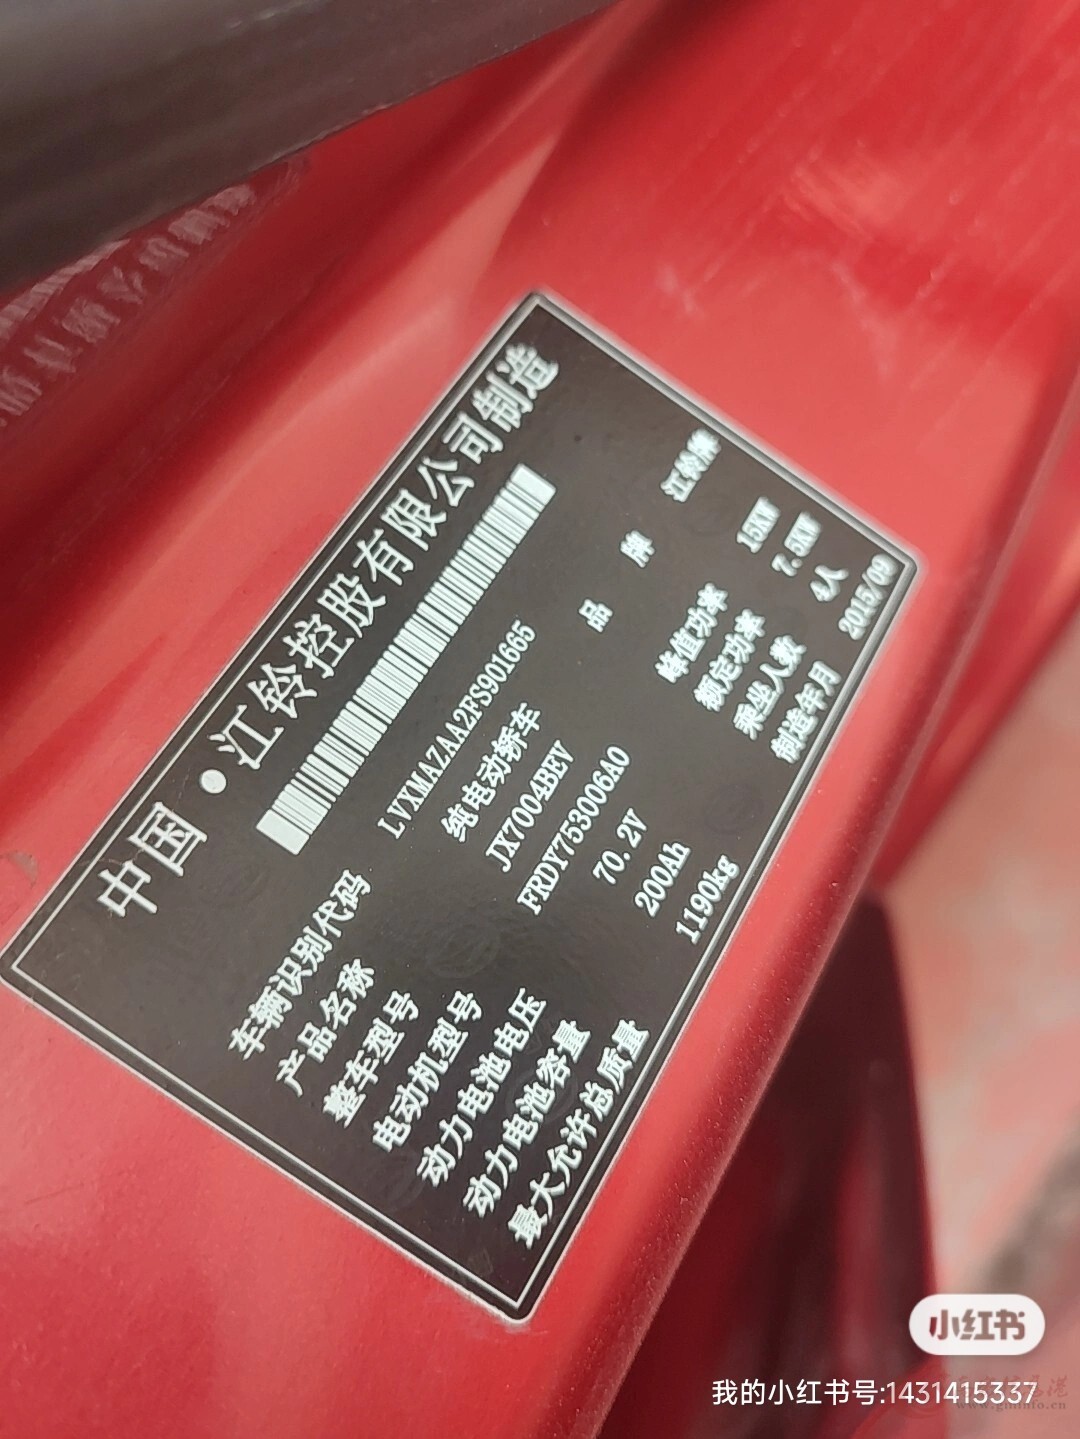 中国·江铃控股有限公司制造
车辆识别代码 LVXMAZAA2FS901665
产品名称 纯电动轿车 品牌 江铃牌
整车型号 JX7004BEV
电动机型号 FRDY753006A0 峰值功率 15KW
动力电池电压 70.2V 额定功率 7.5KW
动力电池容量 200Ah 乘坐人数 4人
最大允许总质量 1190kg 制造年月 2015/09
小红书
我的小红书号:1431415337